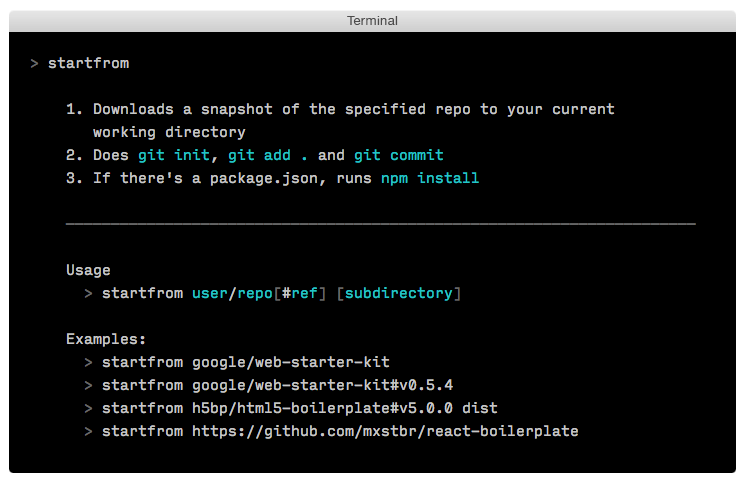 Terminal
> startfrom
1. Downloads a snapshot of the specified repo to your current
working directory
2. Does git init, git add . and git commit
3. If there's a package.json, runs npm install
Usage
> startfrom user/repo[#ref] [subdirectory]
Examples:
> startfrom google/web-starter-kit
> startfrom google/web-starter-kit#v0.5.4
> startfrom h5bp/html5-boilerplate#v5.0.0 dist
> startfrom https://github.com/mxstbr/react-boilerplate